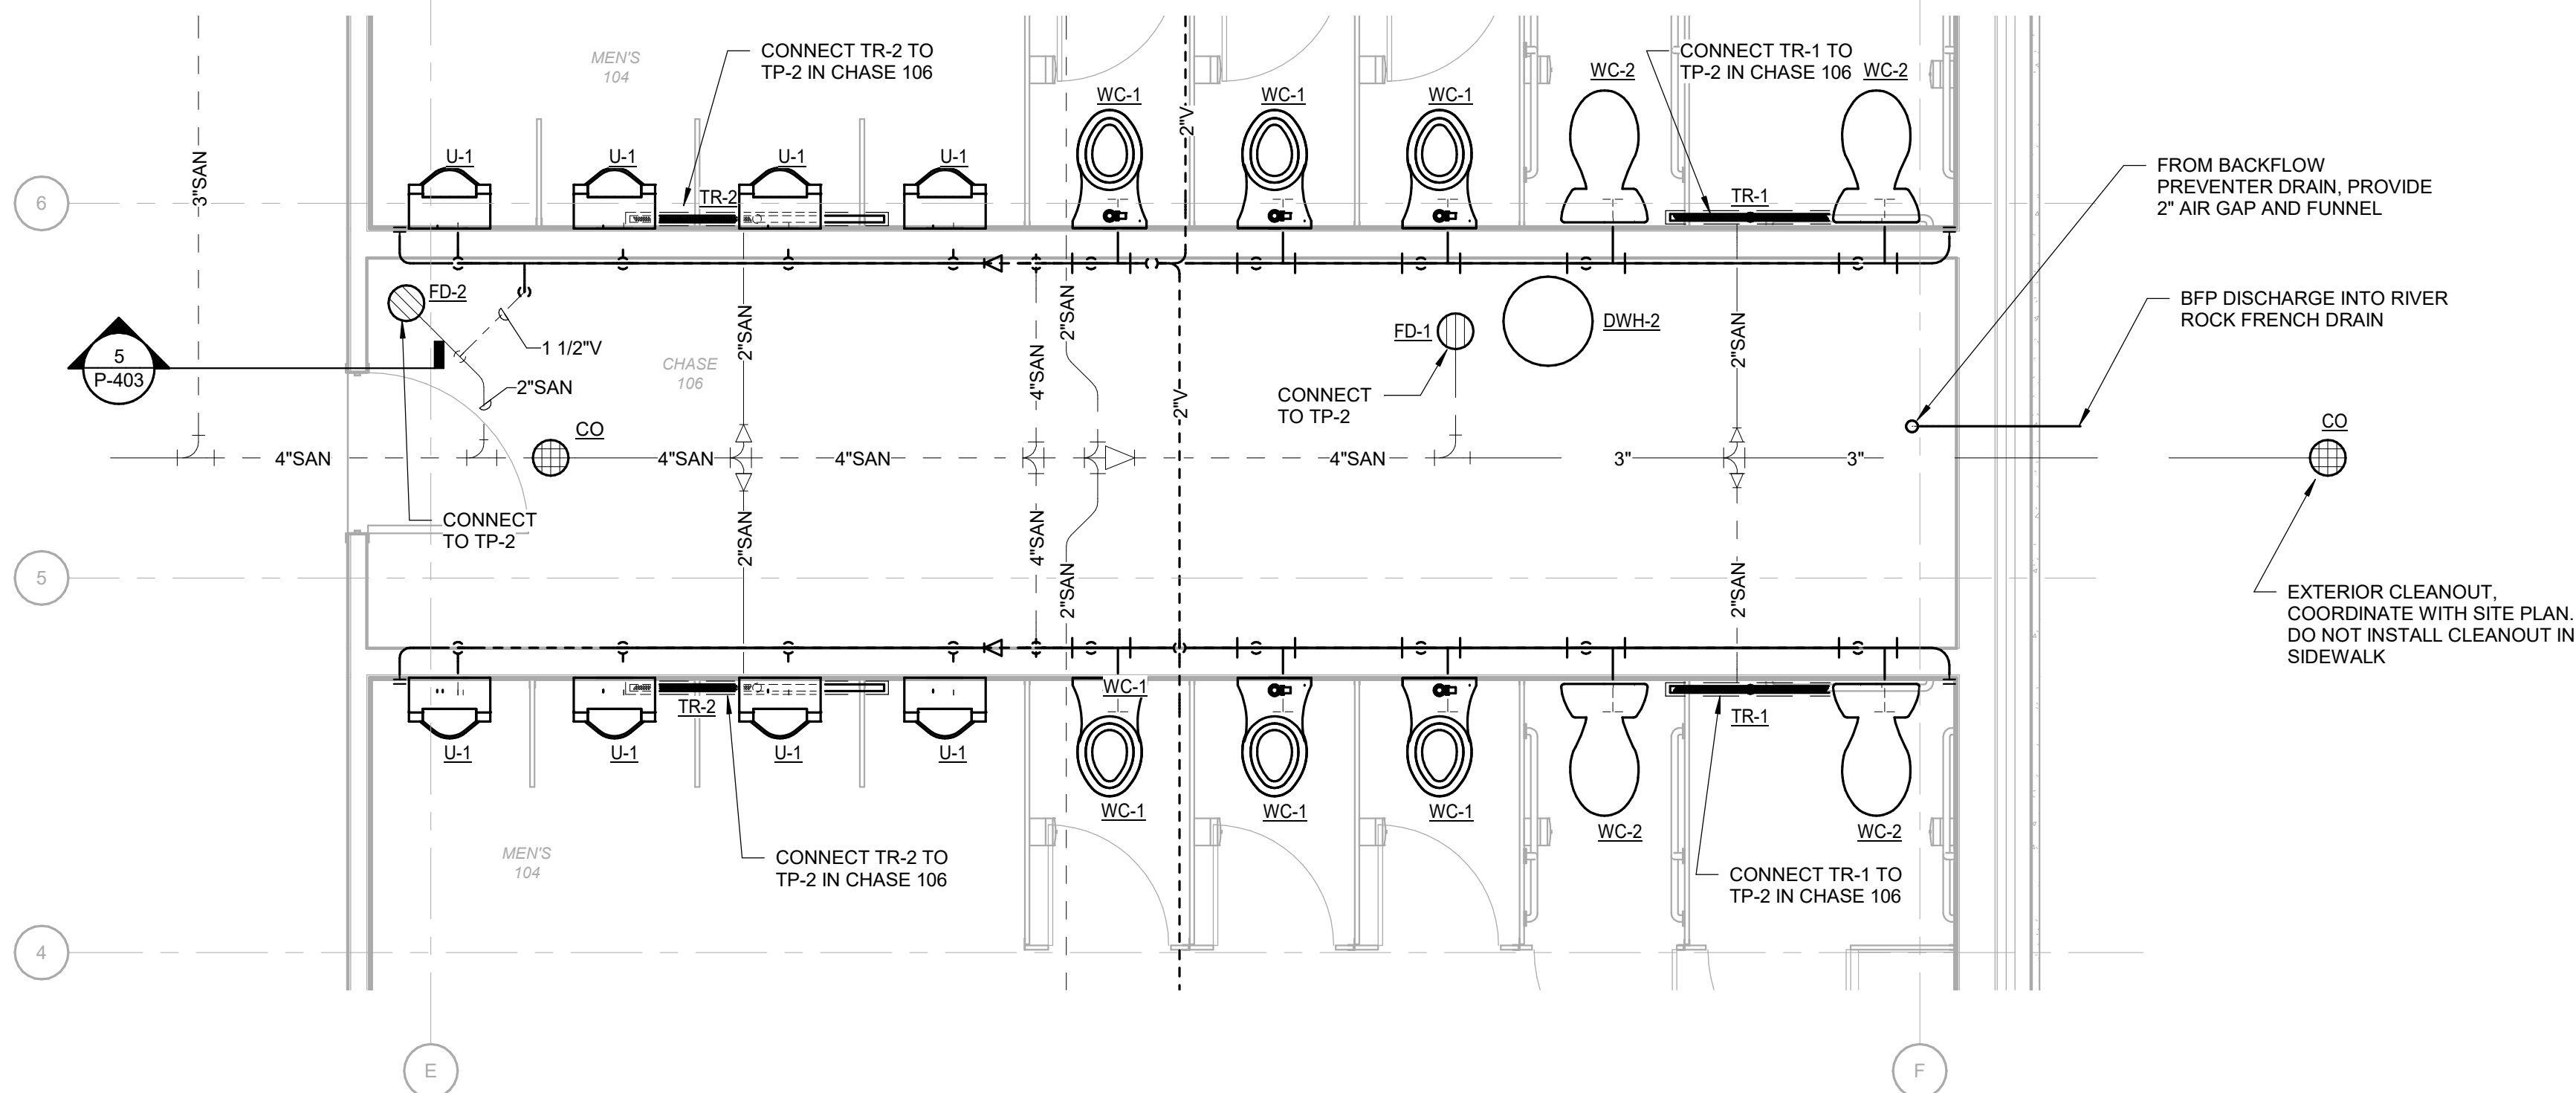 MEN'S
104
CONNECT TR-2 TO
TP-2 IN CHASE 106
CONNECT TR-1 TO
TP-2 IN CHASE 106
WC-2
WC-2
WC-1
WC-1
WC-1
2"V
3"SAN
U-1
U-1
U-1
U-1
TR-2
TR-1
6
FROM BACKFLOW
PREVENTER DRAIN, PROVIDE
2" AIR GAP AND FUNNEL
FD-2
1 1/2"V
2"SAN
5
P-403
CHASE
106
2"SAN
4"SAN
2"SAN
2"V
FD-1
DWH-2
CONNECT
TO TP-2
2"SAN
BFP DISCHARGE INTO RIVER
ROCK FRENCH DRAIN
CO
CO
4"SAN
4"SAN
4"SAN
4"SAN
3"
3"
CONNECT
TO TP-2
2"SAN
4"SAN
2"SAN
2"SAN
5
EXTERIOR CLEANOUT,
COORDINATE WITH SITE PLAN.
DO NOT INSTALL CLEANOUT IN
SIDEWALK
WC-1
TR-2
TR-1
U-1
U-1
U-1
U-1
WC-1
WC-1
WC-1
WC-2
WC-2
MEN'S
104
CONNECT TR-2 TO
TP-2 IN CHASE 106
CONNECT TR-1 TO
TP-2 IN CHASE 106
4
E
F